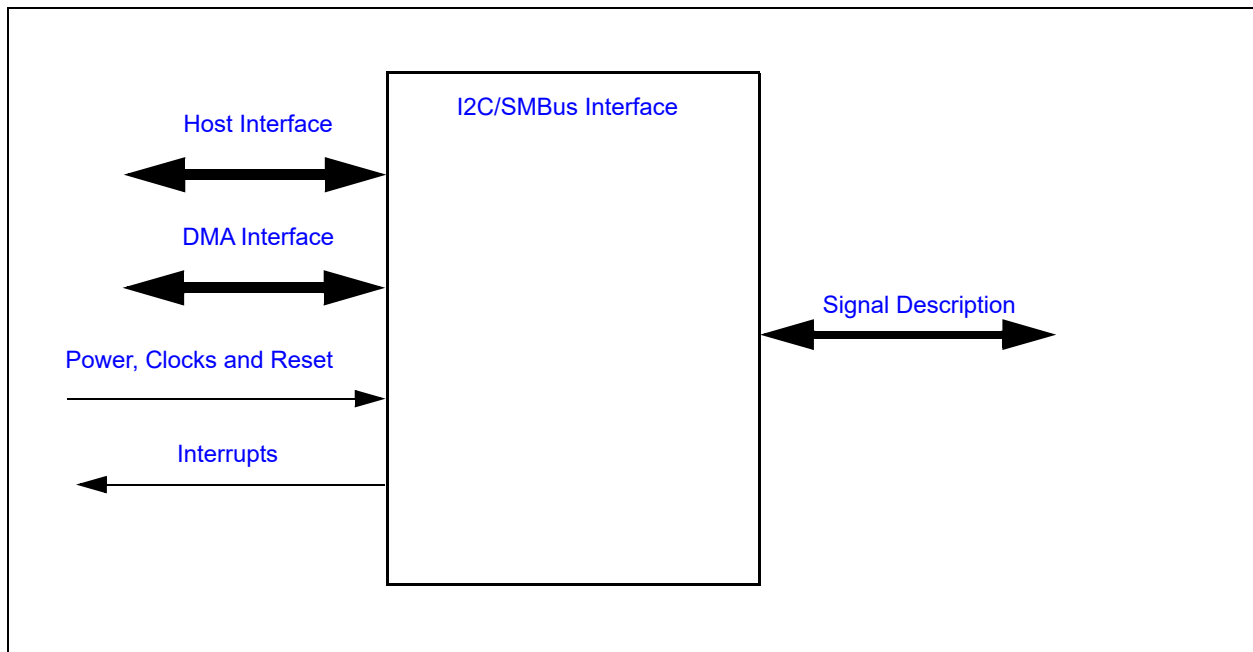 I2C/SMBus Interface
Host Interface
DMA Interface
Signal Description
Power, Clocks and Reset
Interrupts